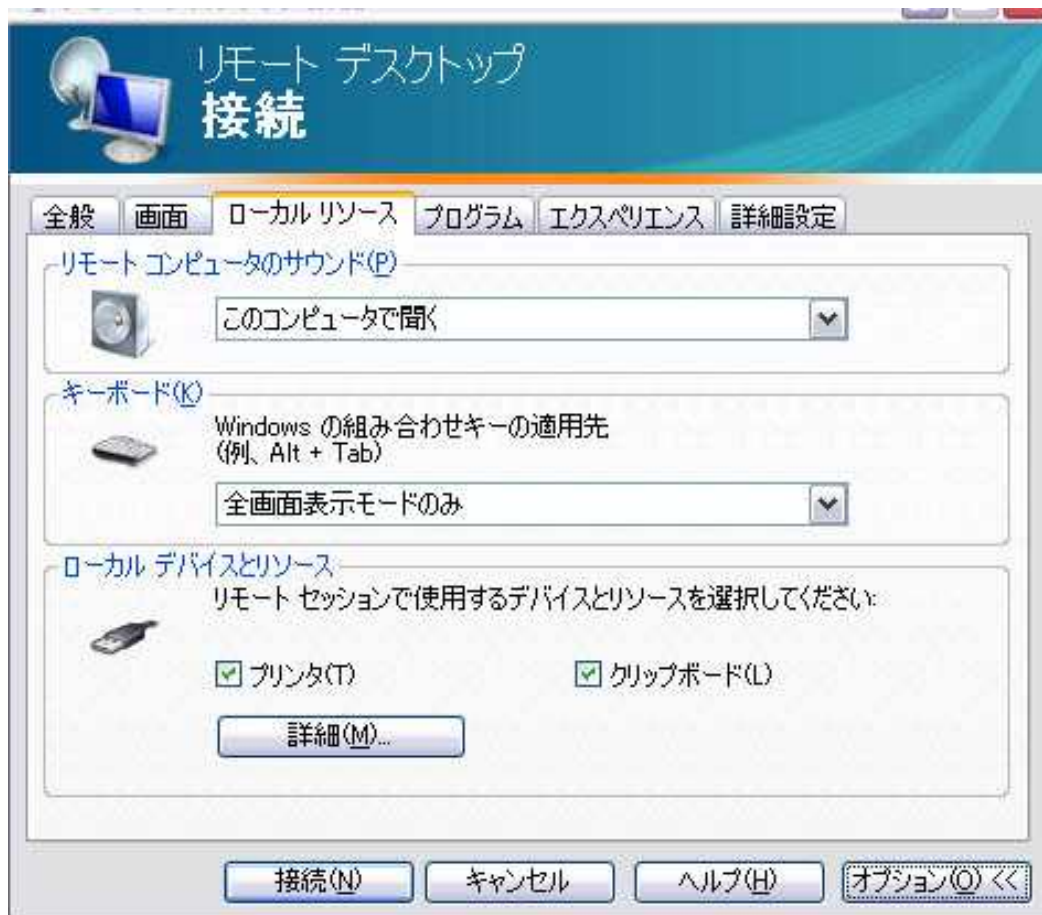 リモート デスクトップ
接続
全般 画面 ローカル リソース プログラム エクスペリエンス 詳細設定
リモート コンピュータのサウンド(P)
このコンピュータで聞く
キーボード(K)
Windows の組み合わせキーの適用先
(例、Alt + Tab)
全画面表示モードのみ
ローカル デバイスとリソース
リモート セッションで使用するデバイスとリソースを選択してください:
プリンタ(T) クリップボード(L)
詳細(M)...
接続(N) キャンセル ヘルプ(H) オプション(O) <<